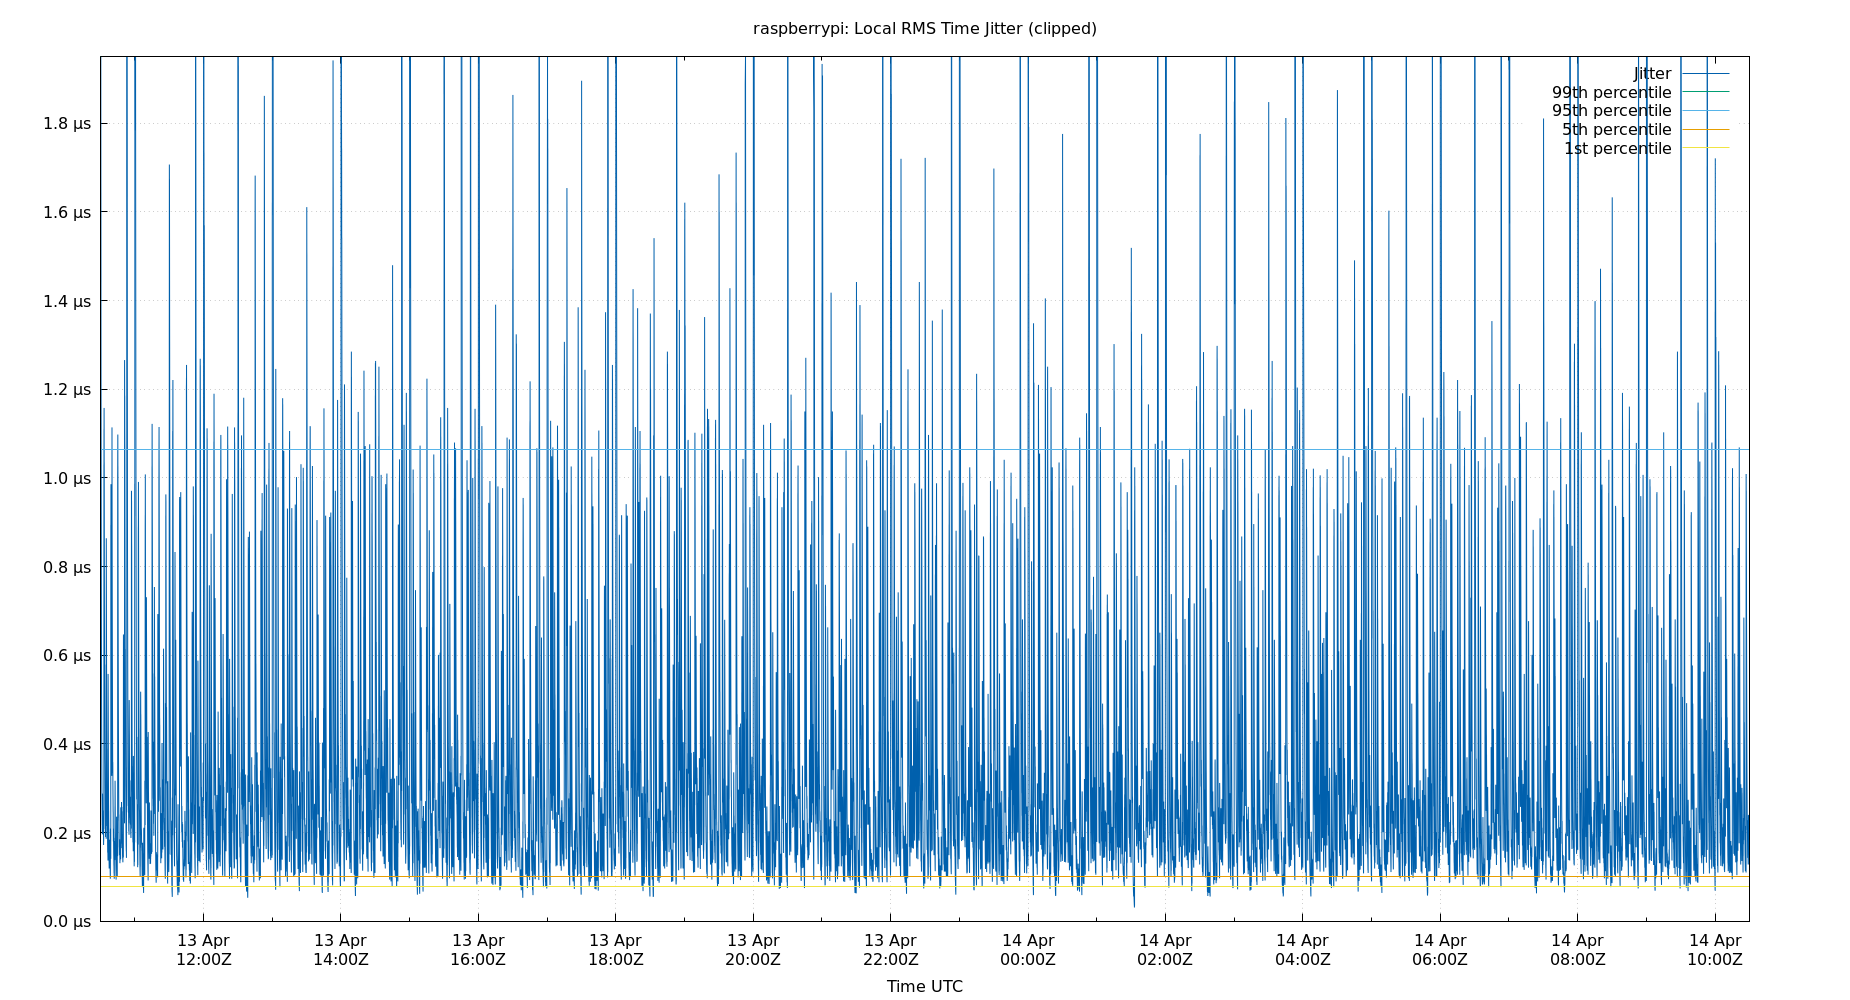 raspberrypi: Local RMS Time Jitter (clipped)
Jitter
99th percentile
95th percentile
5th percentile
1st percentile
1.8 µs
1.6 µs
1.4 µs
1.2 µs
1.0 µs
0.8 µs
0.6 µs
0.4 µs
0.2 µs
0.0 µs
13 Apr 13 Apr 13 Apr 13 Apr 13 Apr 13 Apr 14 Apr 14 Apr 14 Apr 14 Apr 14 Apr 14 Apr
12:00Z 14:00Z 16:00Z 18:00Z 20:00Z 22:00Z 00:00Z 02:00Z 04:00Z 06:00Z 08:00Z 10:00Z
Time UTC